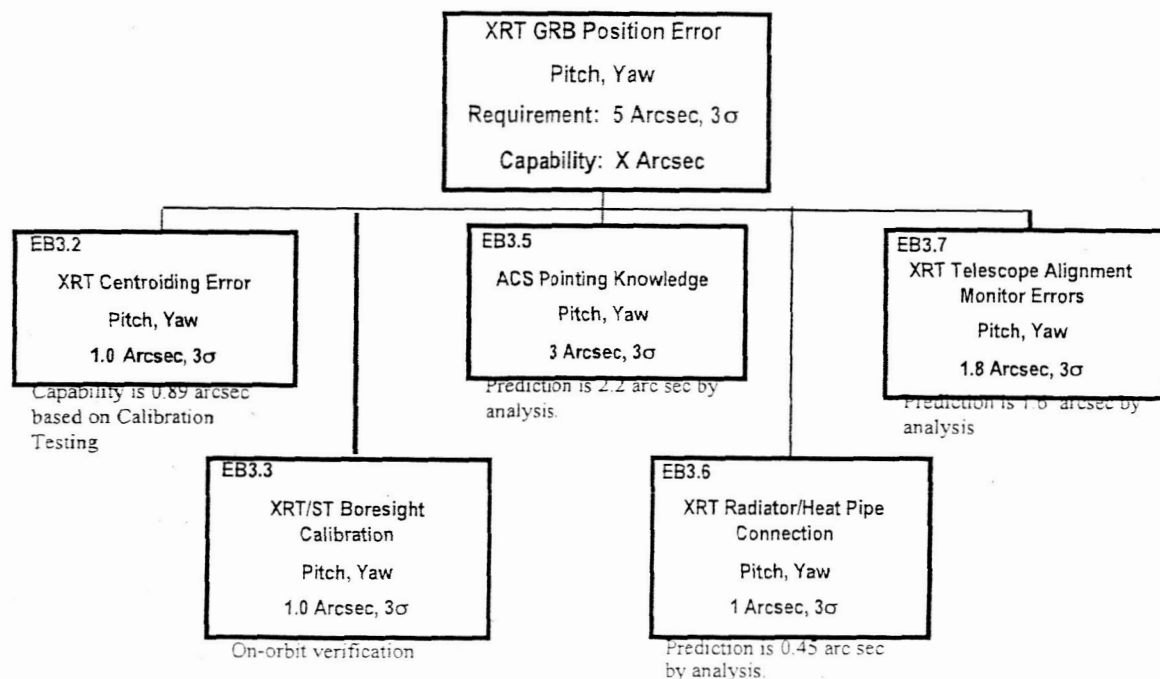 XRT GRB Position Error
Pitch, Yaw
Requirement: 5 Arcsec, 3σ
Capability: X Arcsec
EB3.2
XRT Centroiding Error
Pitch, Yaw
1.0 Arcsec, 3σ
Capability is 0.89 arcsec
based on Calibration
Testing
EB3.5
ACS Pointing Knowledge
Pitch, Yaw
3 Arcsec, 3σ
Prediction is 2.2 arc sec by
analysis.
EB3.7
XRT Telescope Alignment
Monitor Errors
Pitch, Yaw
1.8 Arcsec, 3σ
Prediction is 1.6 arcsec by
analysis
EB3.3
XRT/ST Boresight
Calibration
Pitch, Yaw
1.0 Arcsec, 3σ
On-orbit verification
EB3.6
XRT Radiator/Heat Pipe
Connection
Pitch, Yaw
1 Arcsec, 3σ
Prediction is 0.45 arc sec
by analysis.